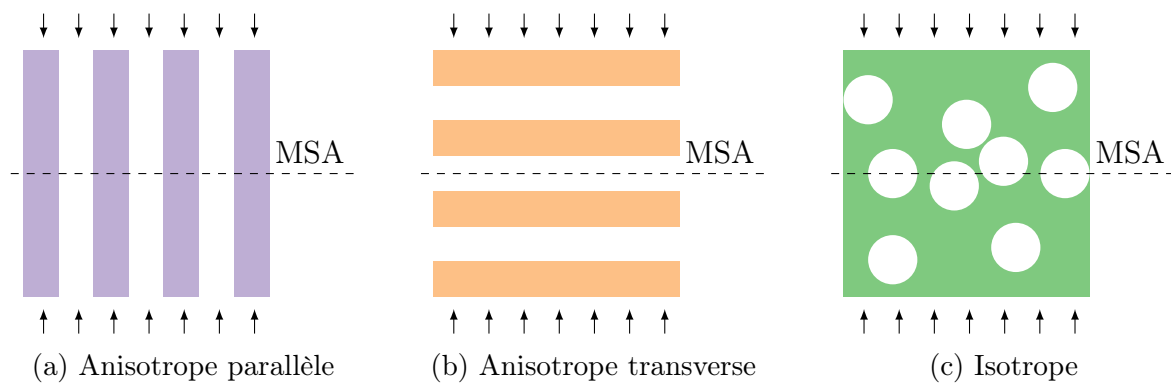 MSA
MSA
MSA
(a) Anisotrope parallèle
(b) Anisotrope transverse
(c) Isotrope